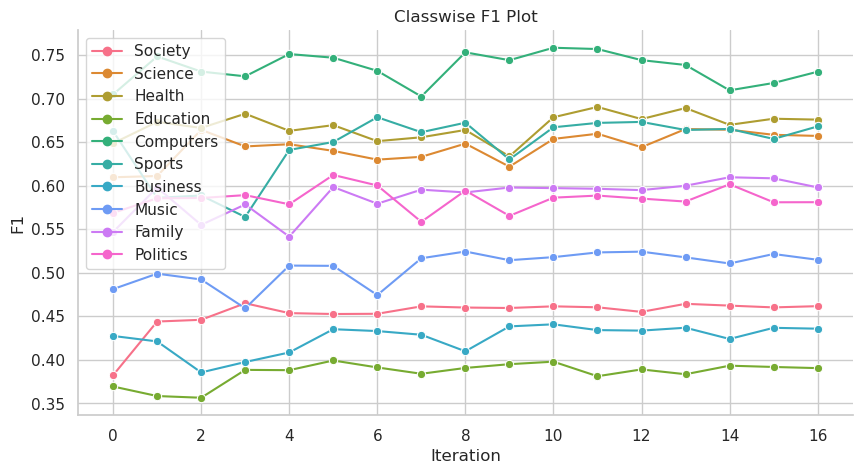 Classwise F1 Plot
Society
Science
Health
Education
Computers
Sports
Business
Music
Family
Politics
F1
0.75
0.70
0.65
0.60
0.55
0.50
0.45
0.40
0.35
0 2 4 6 8 10 12 14 16
Iteration